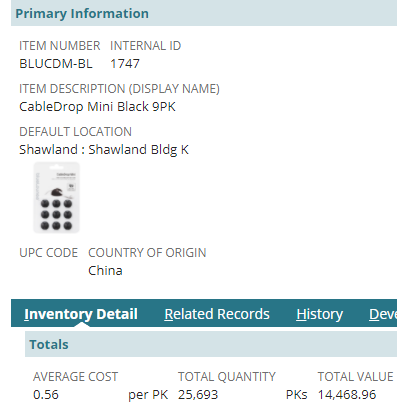 Primary Information
ITEM NUMBER INTERNAL ID
BLUCDM-BL 1747
ITEM DESCRIPTION (DISPLAY NAME)
CableDrop Mini Black 9PK
DEFAULT LOCATION
Shawland : Shawland Bldg K
UPC CODE COUNTRY OF ORIGIN
China
Inventory Detail Related Records History Deve
Totals
AVERAGE COST TOTAL QUANTITY TOTAL VALUE
0.56 per PK 25,693 PKs 14,468.96